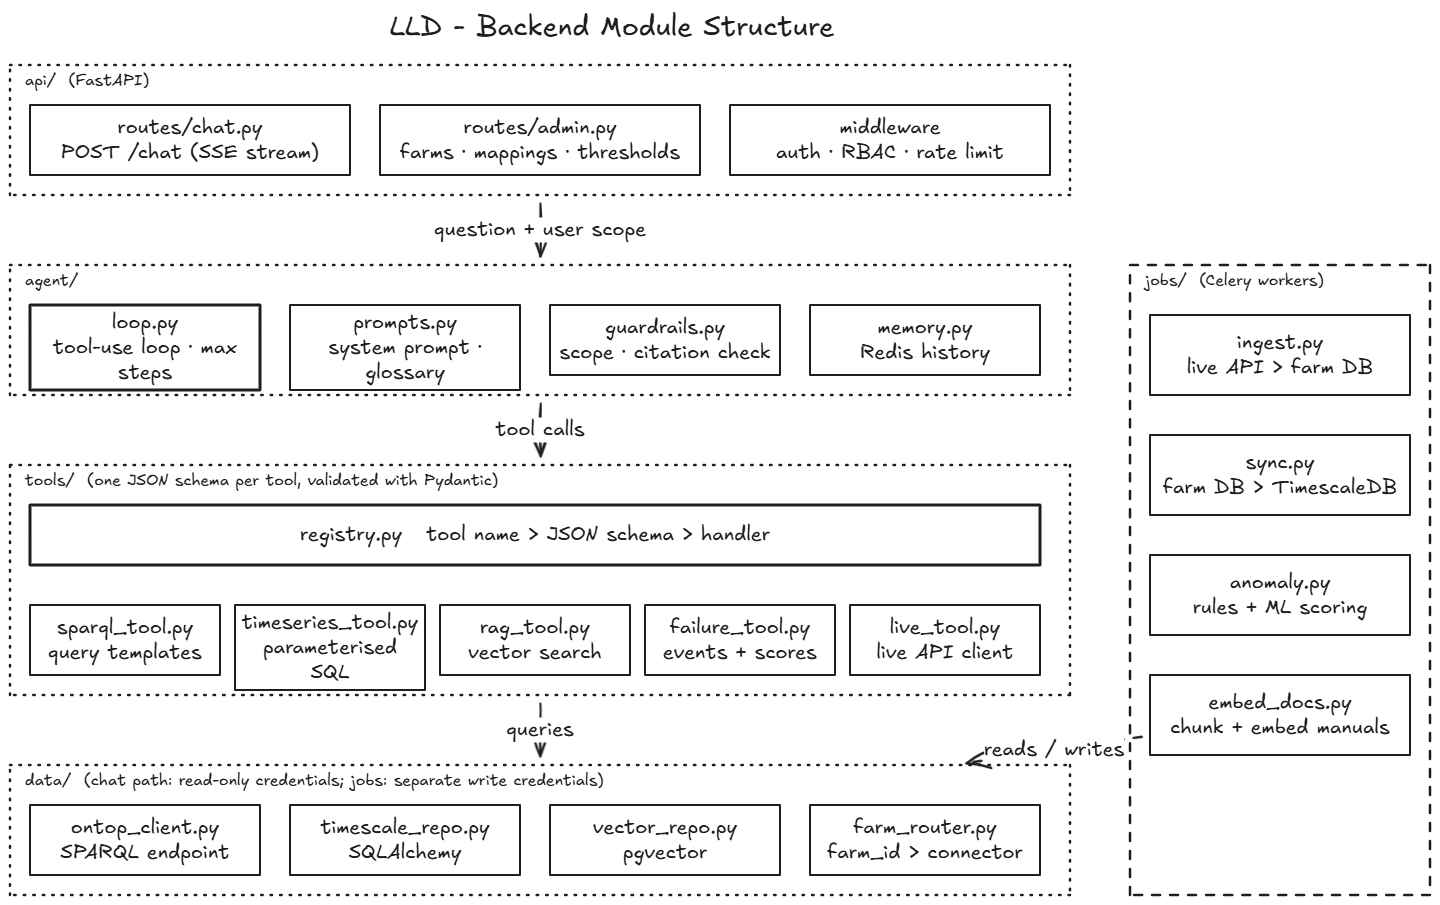 LLD - Backend Module Structure
api/ (FastAPI)
routes/chat.py
POST /chat (SSE stream)
routes/admin.py
farms · mappings · thresholds
middleware
auth · RBAC · rate limit
question + user scope
agent/
loop.py
tool-use loop · max
steps
prompts.py
system prompt ·
glossary
guardrails.py
scope · citation check
memory.py
Redis history
tool calls
tools/ (one JSON schema per tool, validated with Pydantic)
registry.py tool name > JSON schema > handler
sparql_tool.py
query templates
timeseries_tool.py
parameterised
SQL
rag_tool.py
vector search
failure_tool.py
events + scores
live_tool.py
live API client
queries
data/ (chat path: read-only credentials; jobs: separate write credentials)
ontop_client.py
SPARQL endpoint
timescale_repo.py
SQLAlchemy
vector_repo.py
pgvector
farm_router.py
farm_id > connector
jobs/ (Celery workers)
ingest.py
live API > farm DB
sync.py
farm DB > TimescaleDB
anomaly.py
rules + ML scoring
embed_docs.py
chunk + embed manuals
reads / writes